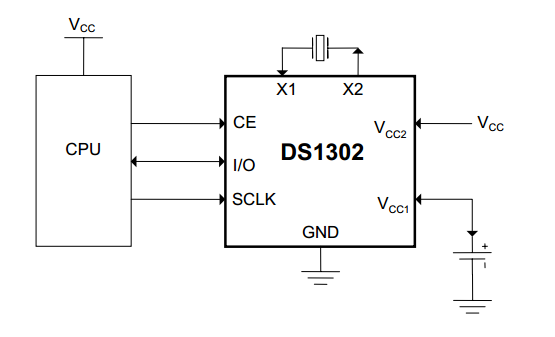 VCC
X1 X2
CE
VCC2
VCC
CPU
DS1302
I/O
SCLK
VCC1
GND
+